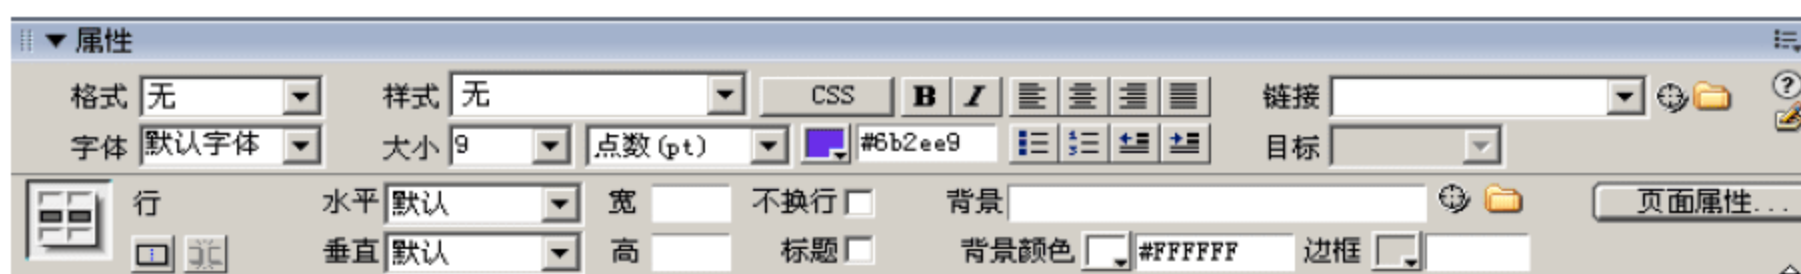 属性
格式 无 样式 无 CSS B I 链接
字体 默认字体 大小 9 点数(pt) #6b2ee9 目标
行 水平 默认 宽 不换行 背景 页面属性...
垂直 默认 高 标题 背景颜色 #FFFFFF 边框